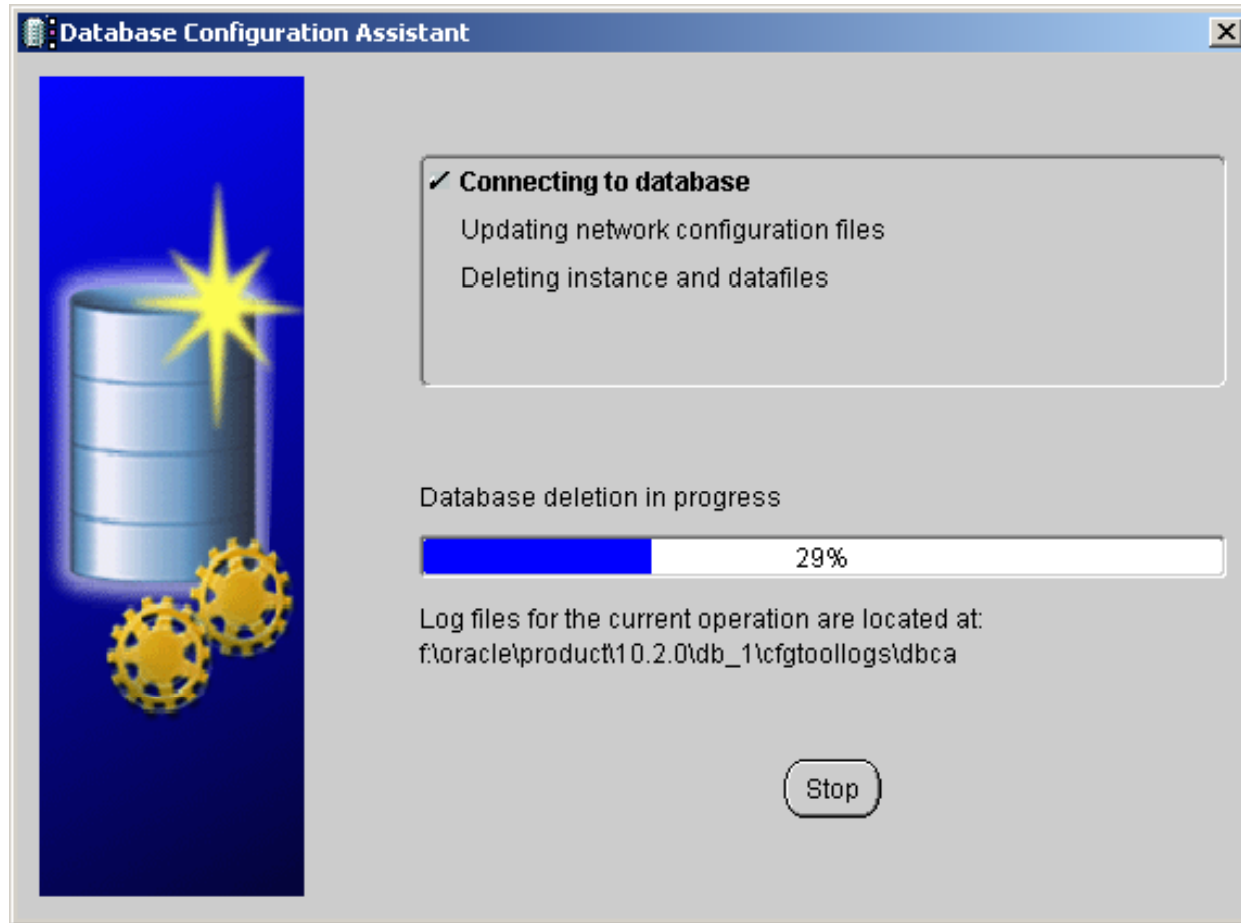 Database Configuration Assistant
Connecting to database
Updating network configuration files
Deleting instance and datafiles
Database deletion in progress
29%
Log files for the current operation are located at:
f:\oracle\product\10.2.0\db_1\cfgtoollogs\dbca
Stop